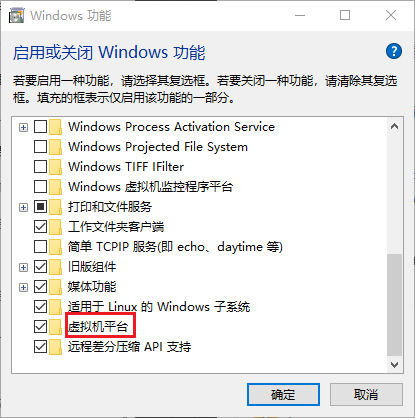 Windows 功能
启用或关闭 Windows 功能
若要启用一种功能，请选择其复选框。若要关闭一种功能，请清除其复选
框。填充的框表示仅启用该功能的一部分。
Windows Process Activation Service
Windows Projected File System
Windows TIFF IFilter
Windows 虚拟机监控程序平台
打印和文件服务
工作文件夹客户端
简单 TCPIP 服务(即 echo、daytime 等)
旧版组件
媒体功能
适用于 Linux 的 Windows 子系统
虚拟机平台
远程差分压缩 API 支持
确定
取消